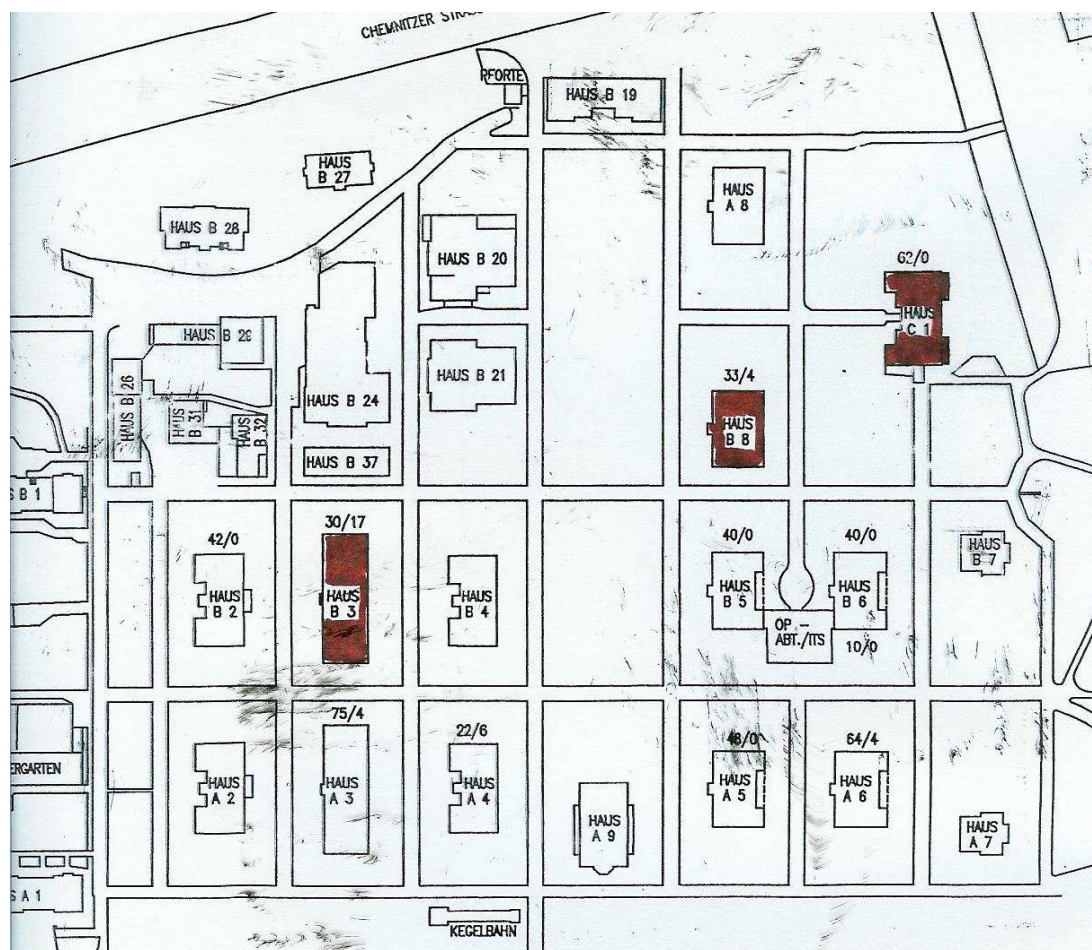 CHEMNITZER STRAS
PFORTE
HAUS B 19
HAUS
B 27
HAUS
A 8
HAUS B 28
HAUS B 20
62/0
HAUS
C 1
HAUS B 29
HAUS B 21
33/4
HAUS B 26
HAUS
B 31
HAUS
B 32
HAUS B 24
HAUS
B 8
HAUS B 37
S B 1
42/0
30/17
40/0
40/0
HAUS
B 7
HAUS
B 2
HAUS
B 3
HAUS
B 4
HAUS
B 5
HAUS
B 6
OP.-
ABT./ITS
10/0
75/4
22/6
48/0
64/4
ERGARTEN
HAUS
A 2
HAUS
A 3
HAUS
A 4
HAUS
A 5
HAUS
A 6
HAUS
A 9
HAUS
A 7
S A 1
KEGELBAHN